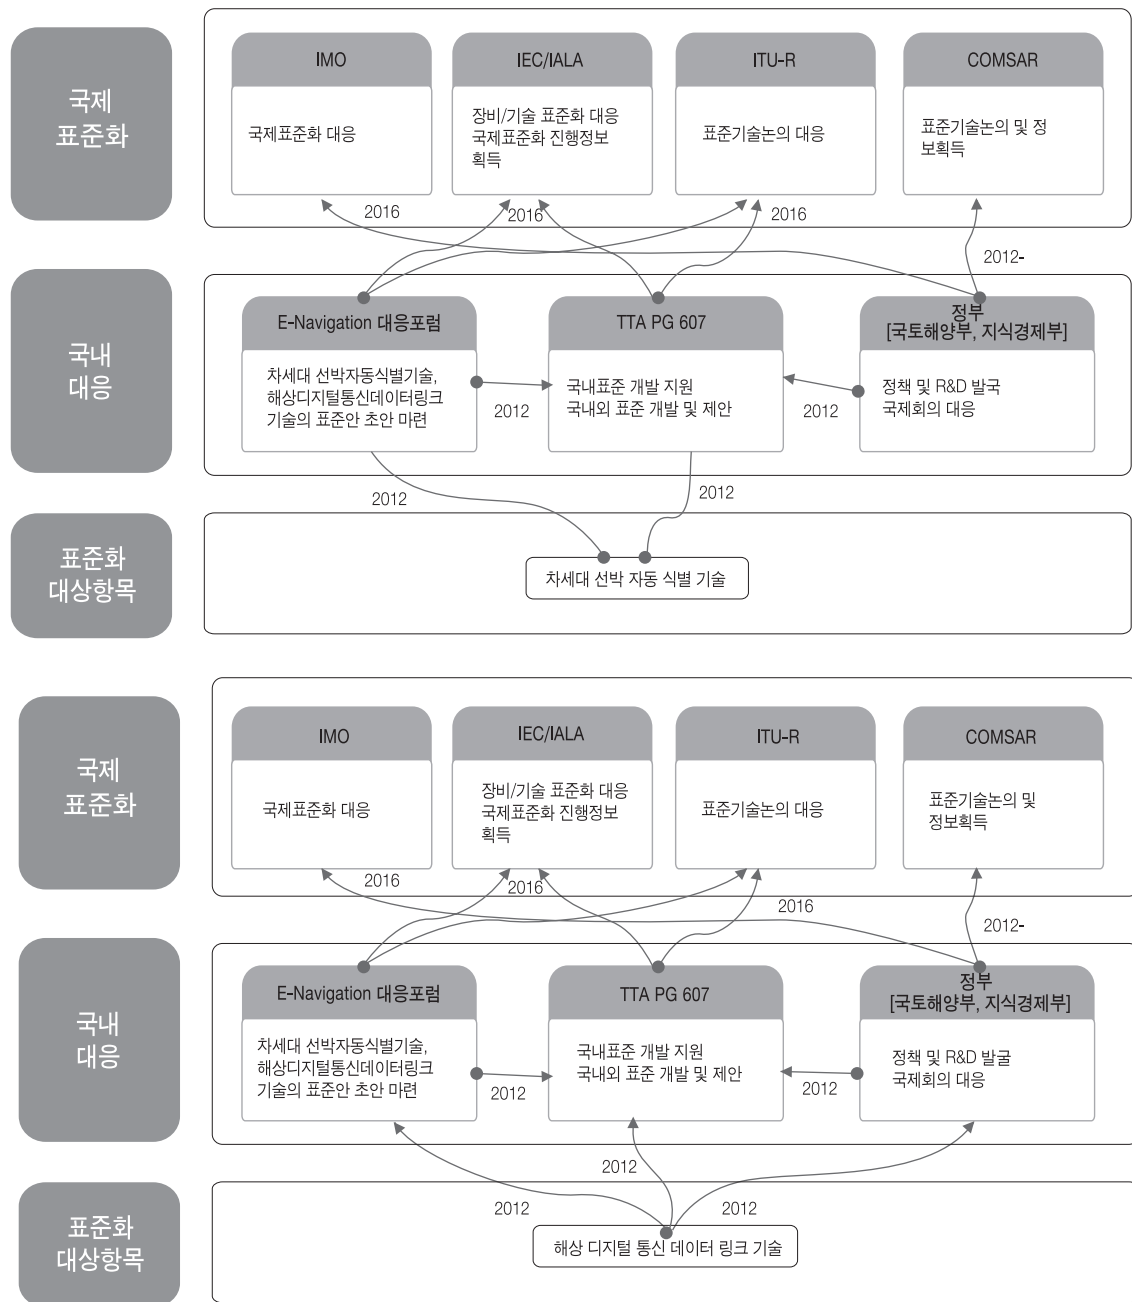 국제
표준화
IMO
국제표준화 대응
IEC/IALA
장비/기술 표준화 대응
국제표준화 진행정보
획득
ITU-R
표준기술논의 대응
COMSAR
표준기술논의 및 정
보획득
2016
2016
2016
2012-
국내
대응
E-Navigation 대응포럼
차세대 선박자동식별기술,
해상디지털통신데이터링크
기술의 표준안 초안 마련
2012
TTA PG 607
국내표준 개발 지원
국내외 표준 개발 및 제안
2012
정부
[국토해양부, 지식경제부]
정책 및 R&D 발국
국제회의 대응
2012
2012
표준화
대상항목
차세대 선박 자동 식별 기술
국제
표준화
IMO
국제표준화 대응
IEC/IALA
장비/기술 표준화 대응
국제표준화 진행정보
획득
ITU-R
표준기술논의 대응
COMSAR
표준기술논의 및
정보획득
2016
2016
2016
2012-
국내
대응
E-Navigation 대응포럼
차세대 선박자동식별기술,
해상디지털통신데이터링크
기술의 표준안 초안 마련
2012
TTA PG 607
국내표준 개발 지원
국내외 표준 개발 및 제안
2012
정부
[국토해양부, 지식경제부]
정책 및 R&D 발굴
국제회의 대응
2012
2012
2012
표준화
대상항목
해상 디지털 통신 데이터 링크 기술